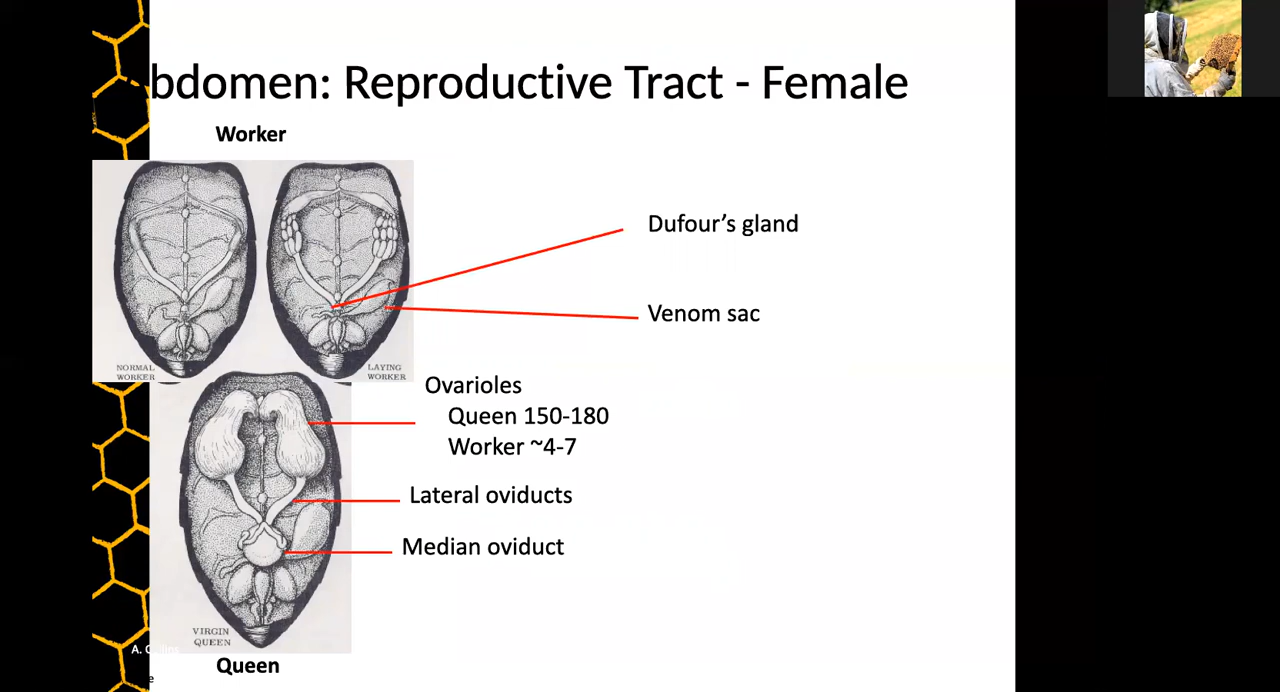 bdomen: Reproductive Tract - Female
Worker
Dufour’s gland
Venom sac
NORMAL
WORKER
LAYING
WORKER
Ovarioles
Queen 150-180
Worker ~4-7
Lateral oviducts
Median oviduct
VIRGIN
QUEEN
A.
Queen